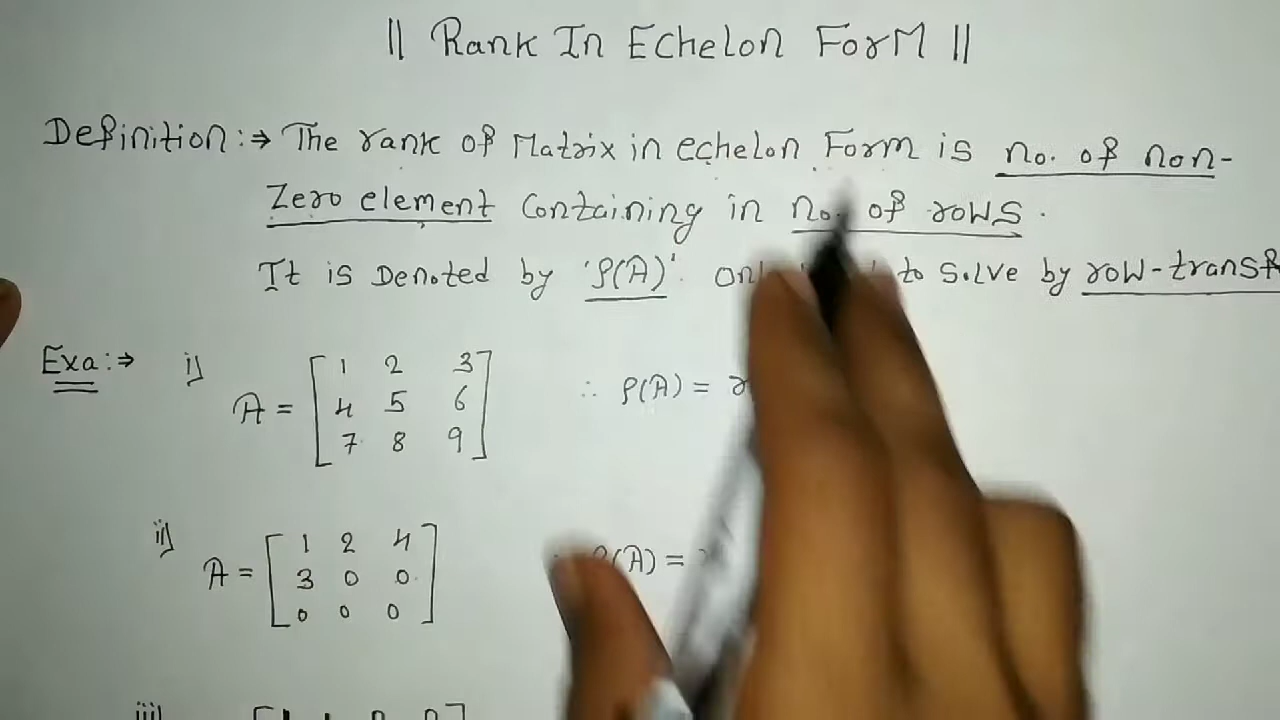 || Rank In Echelon Form ||
Definition :⇒ The rank of Matrix in echelon Form is no. of non-
Zero element containing in no. of rows.
It is Denoted by 'ρ(A)'. to solve by row-transf
Exa :⇒ i)
A = [ 1 2 3
4 5 6
7 8 9 ]
∴ ρ(A) =
ii)
A = [ 1 2 4
3 0 0
0 0 0 ]
ρ(A) =
iii)